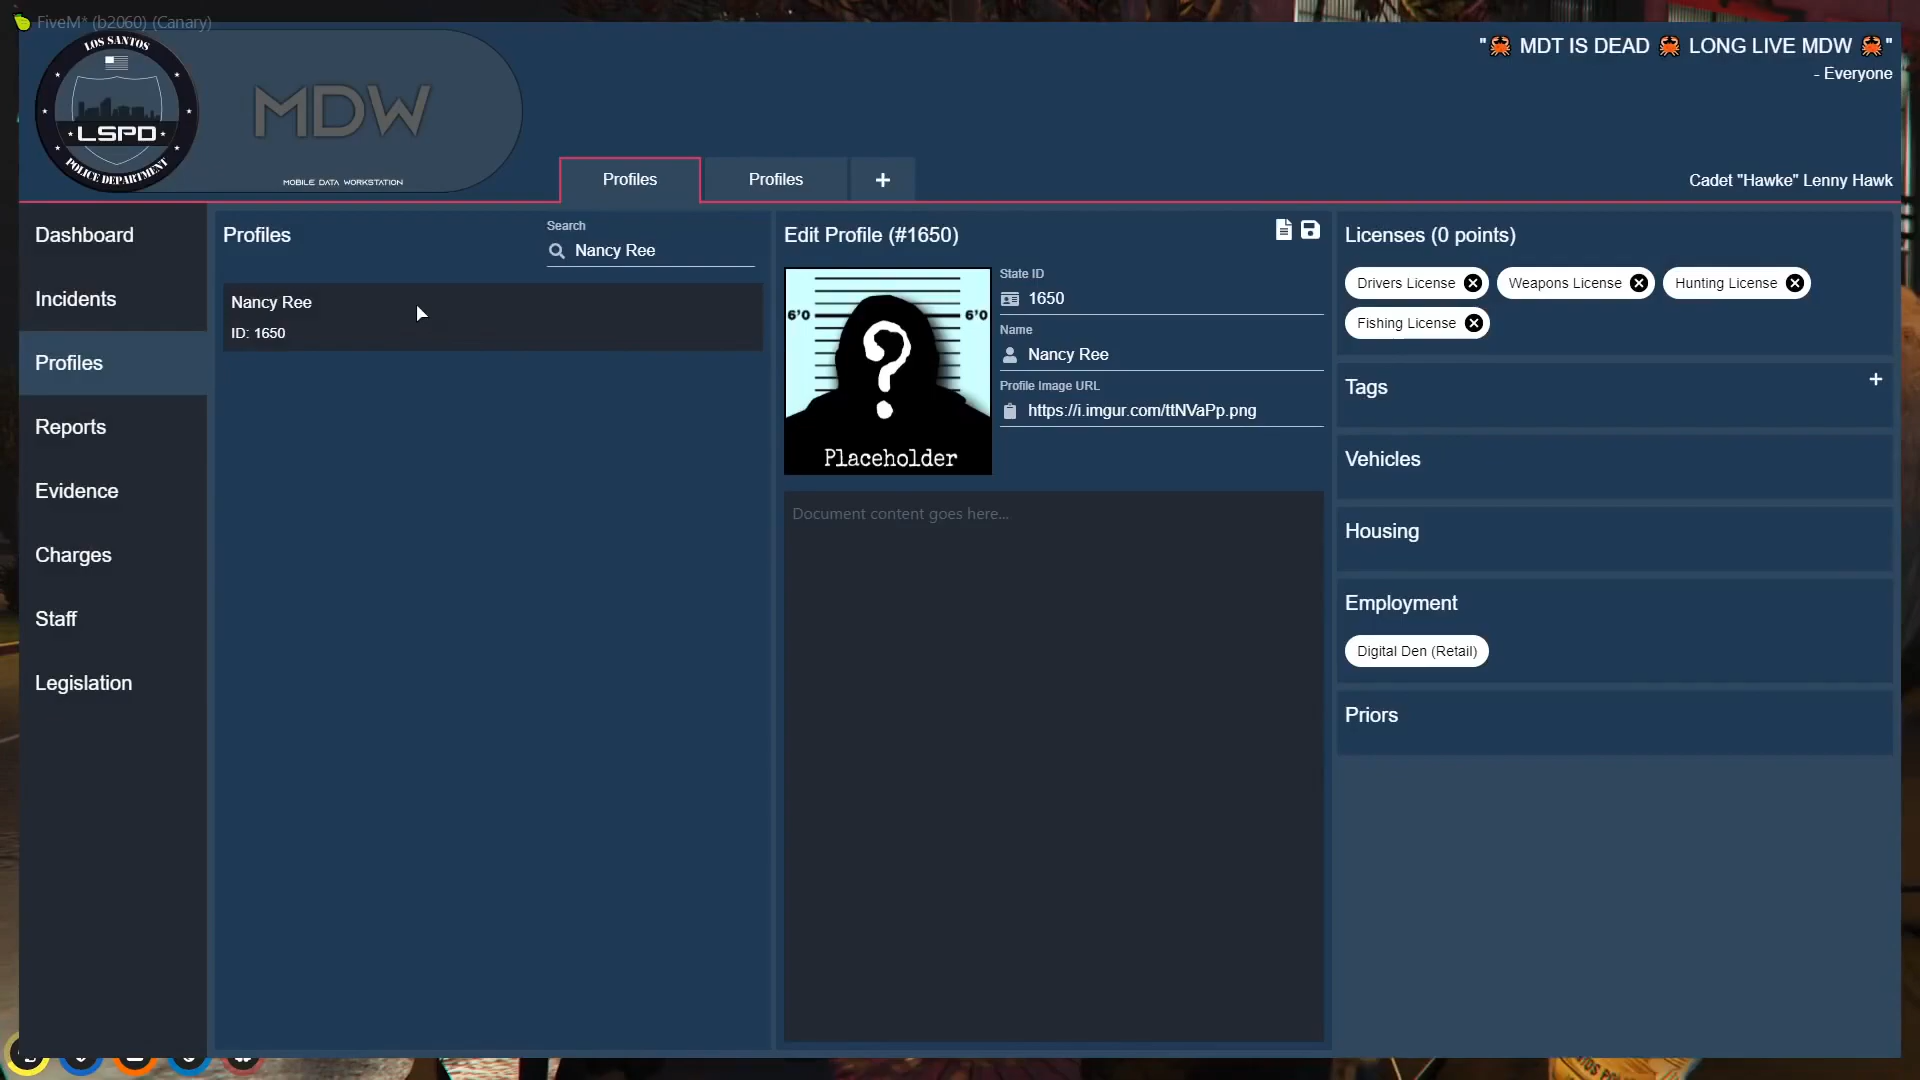 FiveM* (b2060) (Canary)
LOS SANTOS
LSPD
POLICE DEPARTMENT
MDW
MOBILE DATA WORKSTATION
"🦀 MDT IS DEAD 🦀 LONG LIVE MDW 🦀"
- Everyone
Profiles
Profiles
+
Cadet "Hawke" Lenny Hawk
Dashboard
Incidents
Profiles
Reports
Evidence
Charges
Staff
Legislation
Profiles
Search
Nancy Ree
Nancy Ree
ID: 1650
Edit Profile (#1650)
6'0 6'0
?
Placeholder
State ID
1650
Name
Nancy Ree
Profile Image URL
https://i.imgur.com/ttNVaPp.png
Document content goes here...
Licenses (0 points)
Drivers License
Weapons License
Hunting License
Fishing License
Tags
+
Vehicles
Housing
Employment
Digital Den (Retail)
Priors